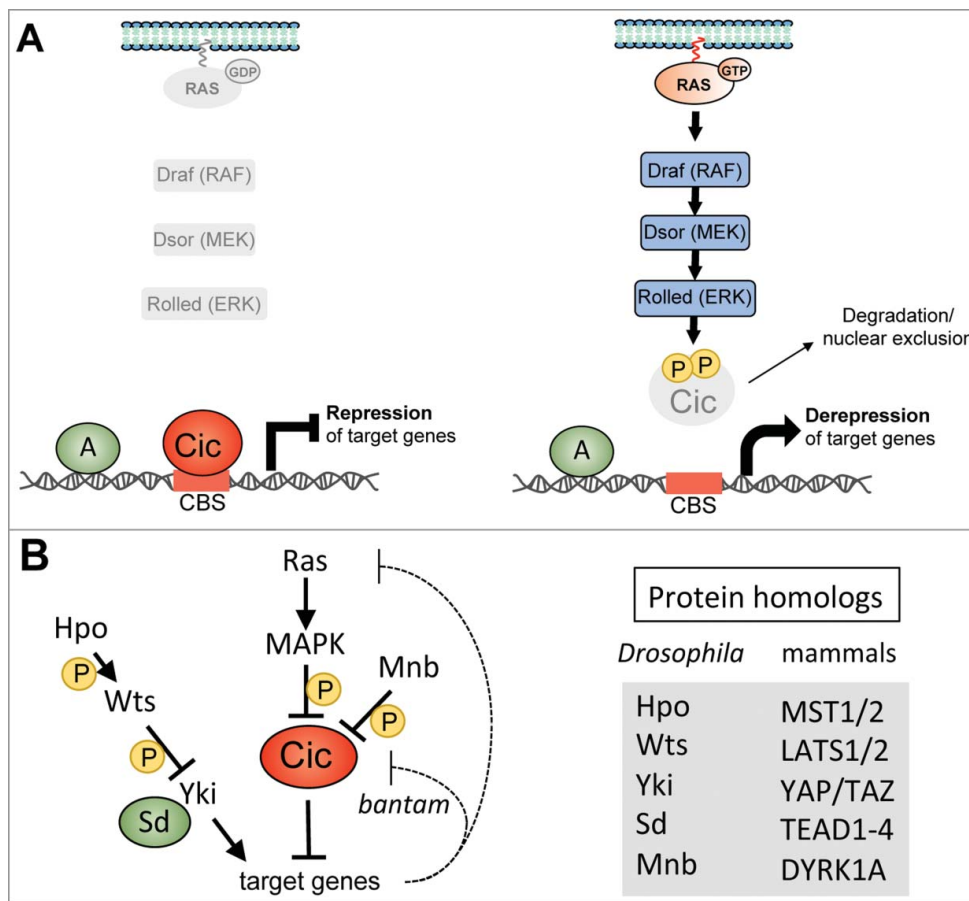 A
GDP
RAS
Draf (RAF)
Dsor (MEK)
Rolled (ERK)
A
Cic
Repression
of target genes
CBS
GTP
RAS
Draf (RAF)
Dsor (MEK)
Rolled (ERK)
Degradation/
nuclear exclusion
P P
Cic
A
Derepression
of target genes
CBS
B
Ras
Hpo
MAPK
P
Wts
Mnb
P
P
P
Cic
Yki
Sd
bantam
target genes
Protein homologs
Drosophila mammals
Hpo MST1/2
Wts LATS1/2
Yki YAP/TAZ
Sd TEAD1-4
Mnb DYRK1A